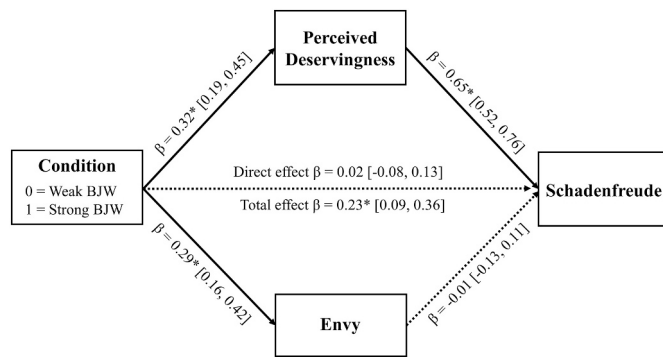 Perceived
Deservingness
β = 0.32* [0.19, 0.45]
β = 0.65* [0.52, 0.76]
Condition
0 = Weak BJW
1 = Strong BJW
Direct effect β = 0.02 [-0.08, 0.13]
Total effect β = 0.23* [0.09, 0.36]
Schadenfreude
β = 0.29* [0.16, 0.42]
β = -0.01 [-0.13, 0.11]
Envy